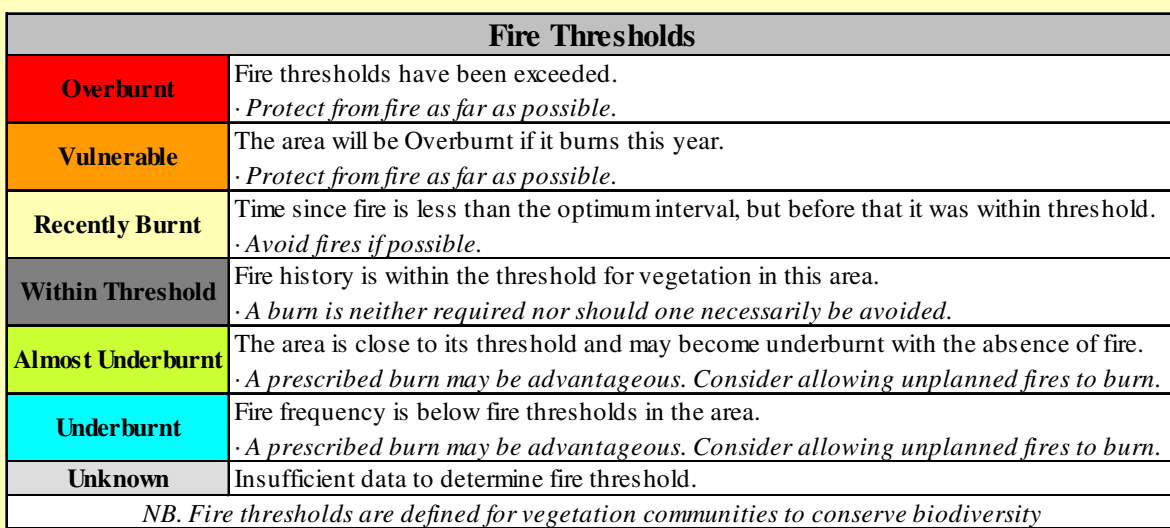 Fire Thresholds
Overburnt
Fire thresholds have been exceeded.
· Protect from fire as far as possible.
Vulnerable
The area will be Overburnt if it burns this year.
· Protect from fire as far as possible.
Recently Burnt
Time since fire is less than the optimum interval, but before that it was within threshold.
· Avoid fires if possible.
Within Threshold
Fire history is within the threshold for vegetation in this area.
· A burn is neither required nor should one necessarily be avoided.
Almost Underburnt
The area is close to its threshold and may become underburnt with the absence of fire.
· A prescribed burn may be advantageous. Consider allowing unplanned fires to burn.
Underburnt
Fire frequency is below fire thresholds in the area.
· A prescribed burn may be advantageous. Consider allowing unplanned fires to burn.
Unknown
Insufficient data to determine fire threshold.
NB. Fire thresholds are defined for vegetation communities to conserve biodiversity